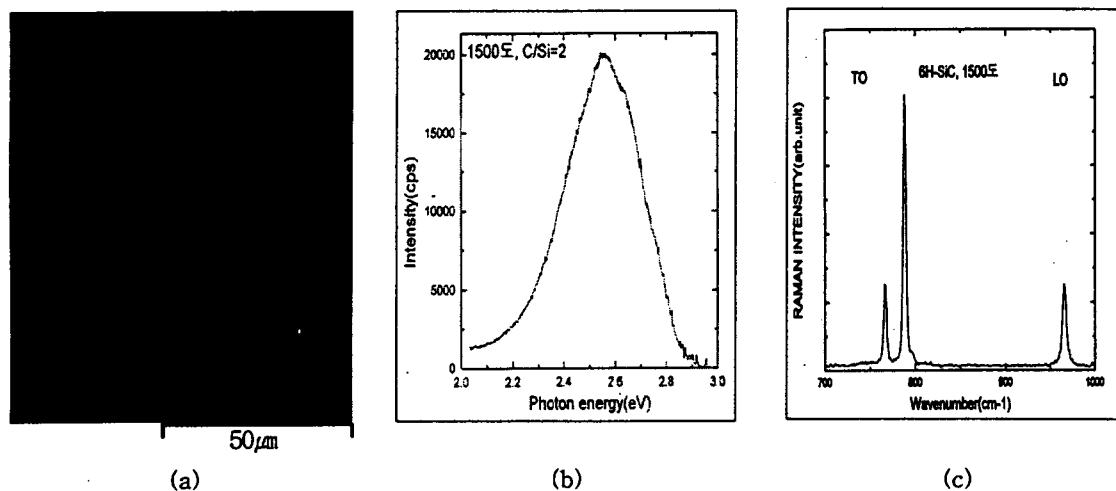 50㎛
(a)
1500도, C/Si=2
Intensity(cps)
20000
15000
10000
5000
0
2.0 2.2 2.4 2.6 2.8 3.0
Photon energy(eV)
(b)
TO 6H-SiC, 1500도 LO
RAMAN INTENSITY(arb.unit)
700 800 900 1000
Wavenumber(cm-1)
(c)